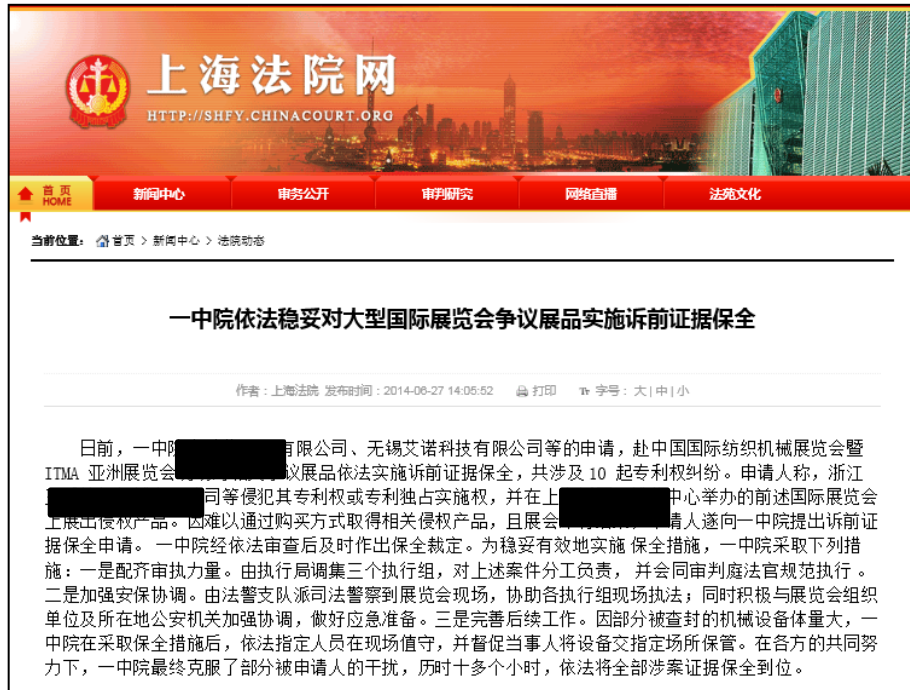 上海法院网
HTTP://SHFY.CHINACOURT.ORG
首页 HOME 新闻中心 审务公开 审判研究 网络直播 法苑文化
当前位置： 首页 > 新闻中心 > 法院动态
一中院依法稳妥对大型国际展览会争议展品实施诉前证据保全
作者：上海法院 发布时间：2014-06-27 14:05:52 打印 字号：大|中|小
日前，一中院 有限公司、无锡艾诺科技有限公司等的申请，赴中国国际纺织机械展览会暨
ITMA 亚洲展览会 议展品依法实施诉前证据保全，共涉及 10 起专利权纠纷。申请人称，浙江
司等侵犯其专利权或专利独占实施权，并在上 中心举办的前述国际展览会
上展出侵权产品。因难以通过购买方式取得相关侵权产品，且展会 请人遂向一中院提出诉前证
据保全申请。 一中院经依法审查后及时作出保全裁定。为稳妥有效地实施 保全措施，一中院采取下列措
施：一是配齐审执力量。由执行局调集三个执行组，对上述案件分工负责， 并会同审判庭法官规范执行 。
二是加强安保协调。由法警支队派司法警察到展览会现场，协助各执行组现场执法；同时积极与展览会组织
单位及所在地公安机关加强协调，做好应急准备。三是完善后续工作。因部分被查封的机械设备体量大，一
中院在采取保全措施后，依法指定人员在现场值守，并督促当事人将设备交指定场所保管。在各方的共同努
力下，一中院最终克服了部分被申请人的干扰，历时十多个小时，依法将全部涉案证据保全到位。